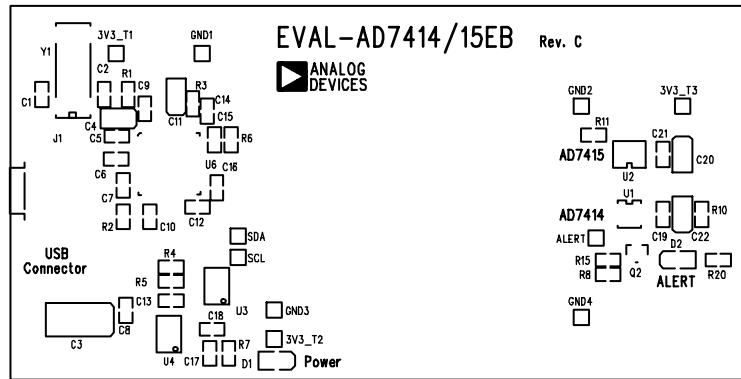 EVAL-AD7414/15EB Rev. C
ANALOG
DEVICES
3V3_T1
GND1
Y1
C2
R1
C9
C1
R3
C14
C4
C11
C15
J1
C5
R6
C6
U6
C16
C7
R2
C10
C12
USB
Connector
SDA
SCL
R4
R5
C13
U3
GND3
C3
C8
C18
3V3_T2
U4
C17
R7
D1
Power
GND2
3V3_T3
R11
C21
AD7415
U2
C20
U1
AD7414
R10
ALERT
C19
C22
D2
R15
R8
Q2
R20
ALERT
GND4